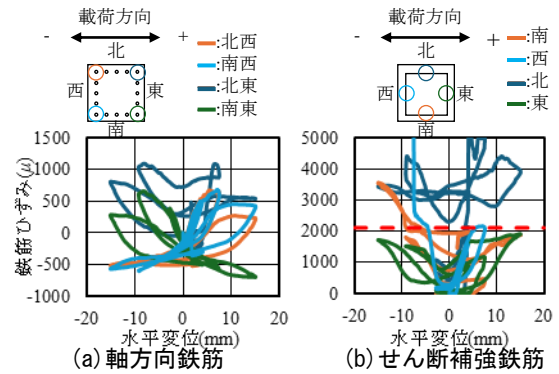 載荷方向
- +
北
西 東
南
:北西
:南西
:北東
:南東
鉄筋ひずみ(μ)
1500
1000
500
0
-500
-1000
-20 -10 0 10 20
水平変位(mm)
(a) 軸方向鉄筋
載荷方向
- +
北
西 東
南
:南
:西
:北
:東
5000
4000
3000
2000
1000
0
-20 -10 0 10 20
水平変位(mm)
(b) せん断補強鉄筋